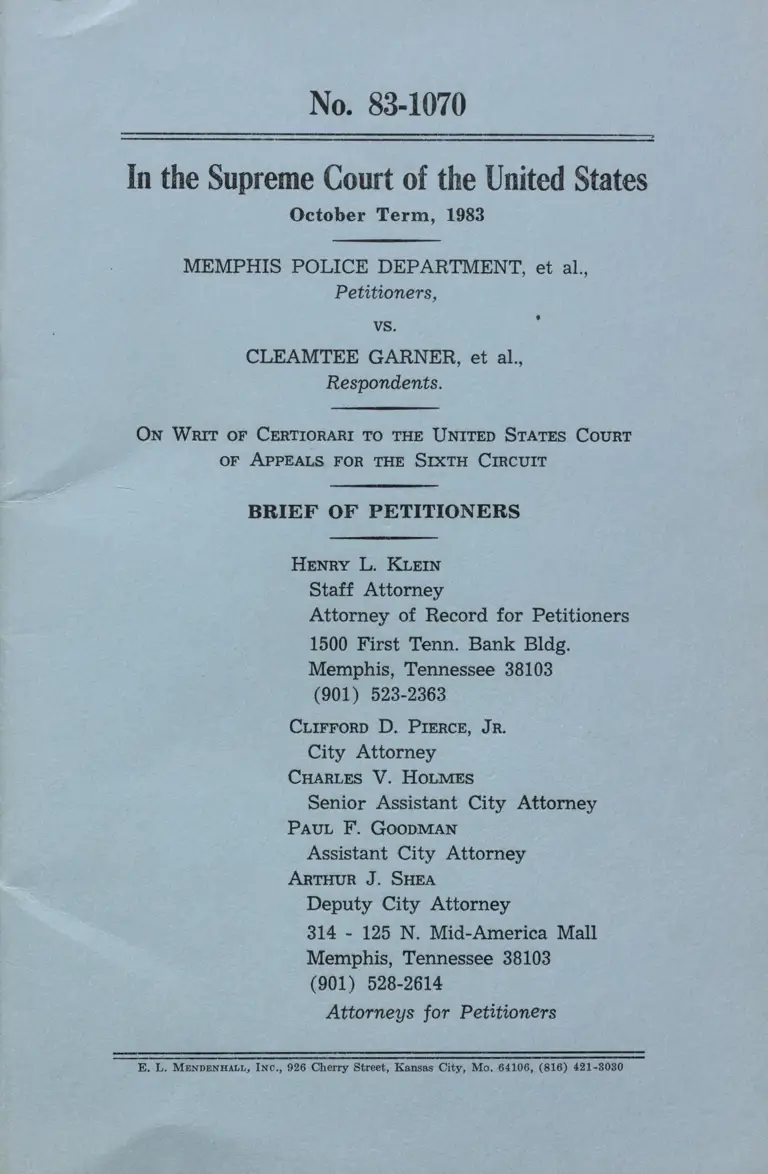 No. 83-1070
In the Supreme Court of the United States
October Term, 1983
MEMPHIS POLICE DEPARTMENT, et al.,
Petitioners,
vs.
CLEAMTEE GARNER, et al.,
Respondents.
ON WRIT OF CERTIORARI TO THE UNITED STATES COURT
OF APPEALS FOR THE SIXTH CIRCUIT
BRIEF OF PETITIONERS
HENRY L. KLEIN
Staff Attorney
Attorney of Record for Petitioners
1500 First Tenn. Bank Bldg.
Memphis, Tennessee 38103
(901) 523-2363
CLIFFORD D. PIERCE, JR.
City Attorney
CHARLES V. HOLMES
Senior Assistant City Attorney
PAUL F. GOODMAN
Assistant City Attorney
ARTHUR J. SHEA
Deputy City Attorney
314 - 125 N. Mid-America Mall
Memphis, Tennessee 38103
(901) 528-2614
Attorneys for Petitioners
E. L. MENDENHALL, INC., 926 Cherry Street, Kansas City, Mo. 64106, (816) 421-3030